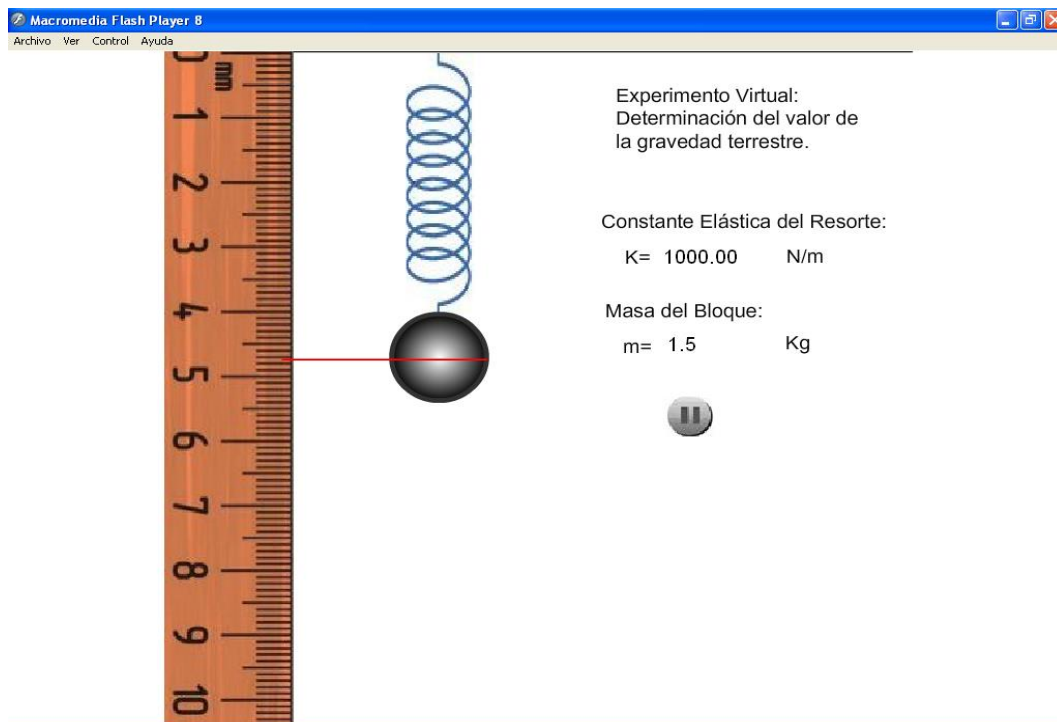 Macromedia Flash Player 8
Archivo Ver Control Ayuda
0
mm
1
2
3
4
5
6
7
8
9
10
Experimento Virtual:
Determinación del valor de
la gravedad terrestre.
Constante Elástica del Resorte:
K= 1000.00 N/m
Masa del Bloque:
m= 1.5 Kg